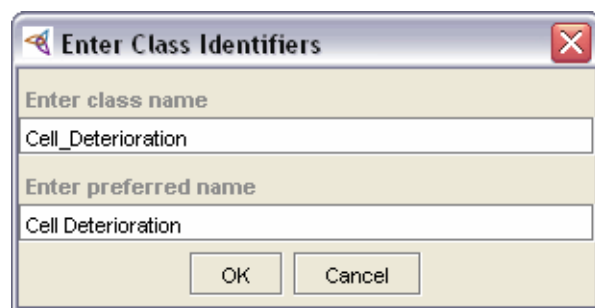 Enter Class Identifiers
Enter class name
Cell_Deterioration
Enter preferred name
Cell Deterioration
OK Cancel